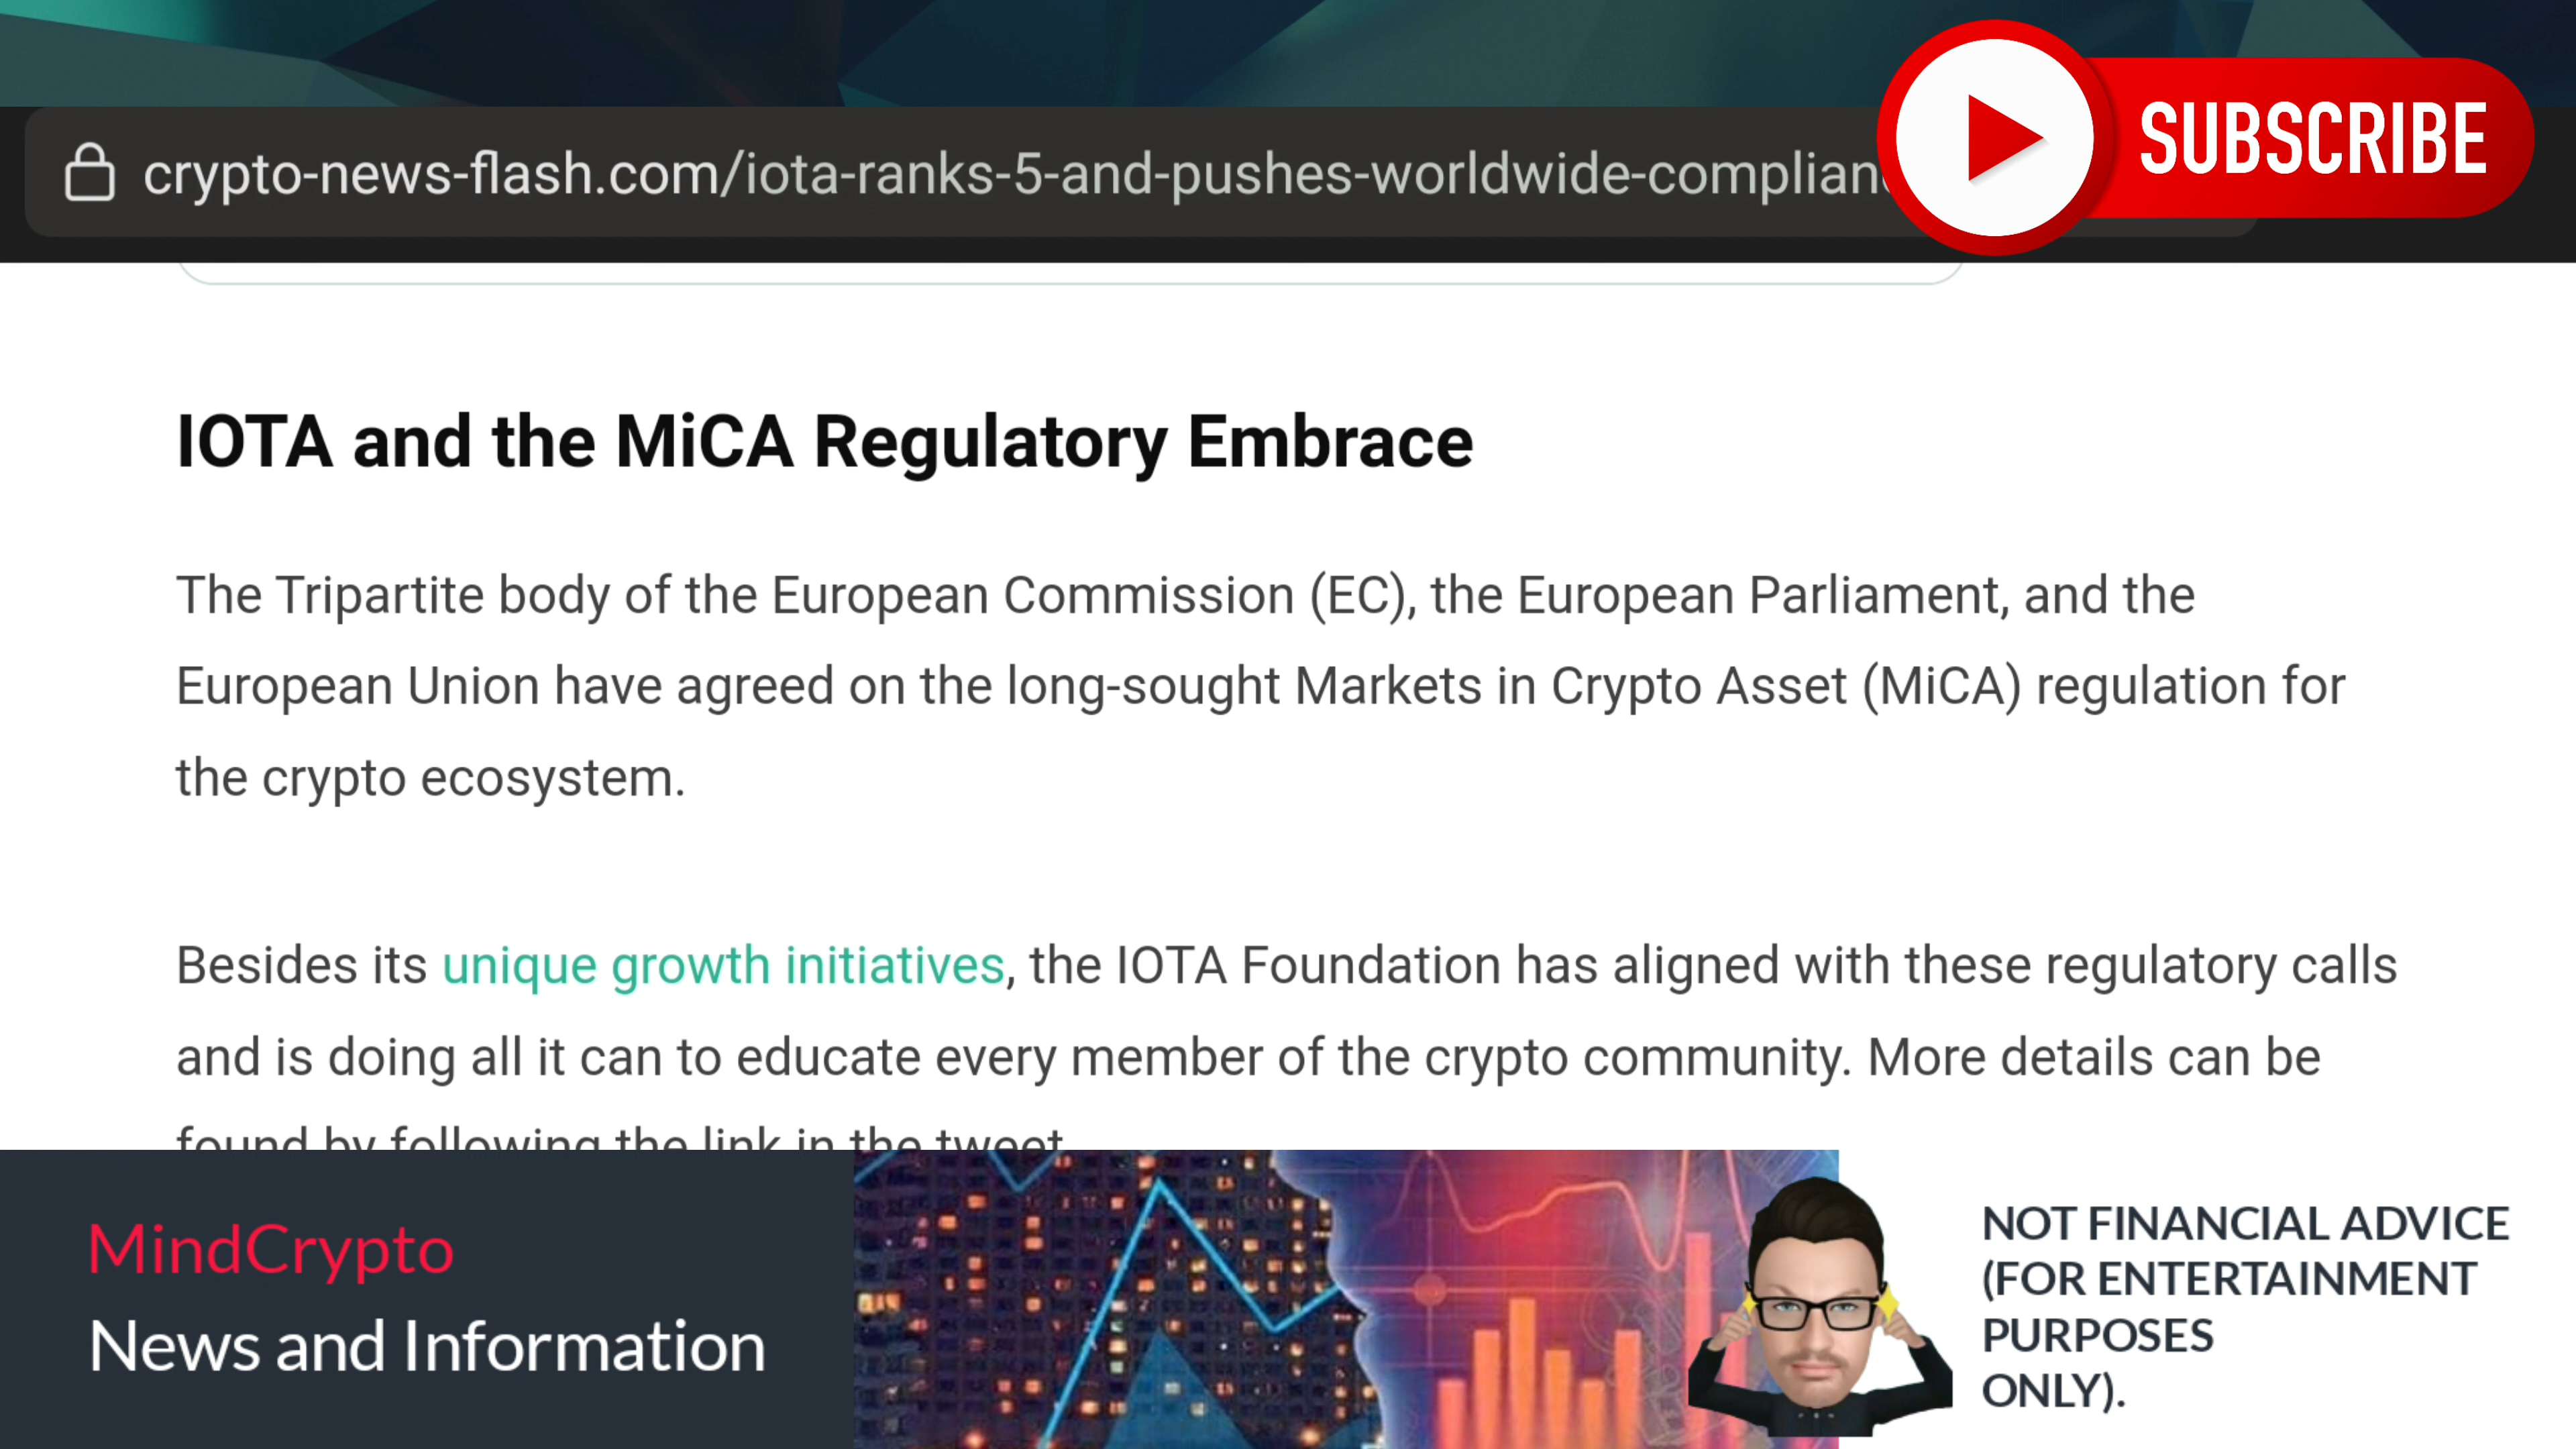 SUBSCRIBE
crypto-news-flash.com/iota-ranks-5-and-pushes-worldwide-complian
IOTA and the MiCA Regulatory Embrace
The Tripartite body of the European Commission (EC), the European Parliament, and the
European Union have agreed on the long-sought Markets in Crypto Asset (MiCA) regulation for
the crypto ecosystem.
Besides its unique growth initiatives, the IOTA Foundation has aligned with these regulatory calls
and is doing all it can to educate every member of the crypto community. More details can be
found by following the link in the tweet
MindCrypto
News and Information
NOT FINANCIAL ADVICE
(FOR ENTERTAINMENT
PURPOSES
ONLY).